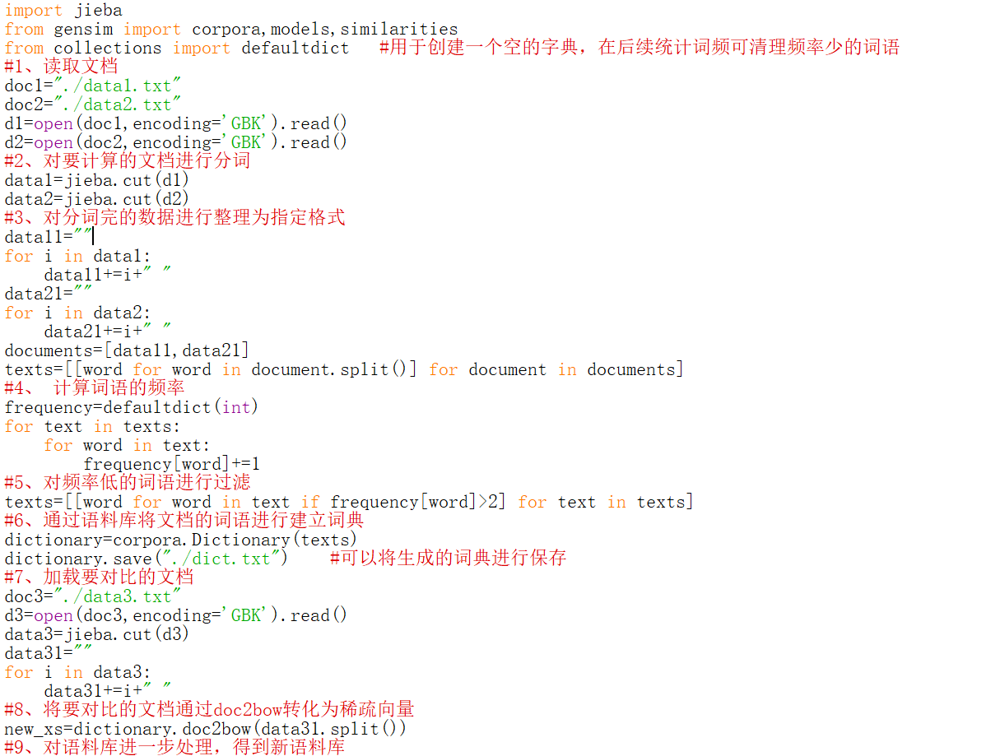 import jieba
from gensim import corpora,models,similarities
from collections import defaultdict   #用于创建一个空的字典，在后续统计词频可清理频率少的词语
#1、读取文档
doc1="./data1.txt"
doc2="./data2.txt"
d1=open(doc1,encoding='GBK').read()
d2=open(doc2,encoding='GBK').read()
#2、对要计算的文档进行分词
data1=jieba.cut(d1)
data2=jieba.cut(d2)
#3、对分词完的数据进行整理为指定格式
data11=""
for i in data1:
    data11+=i+" "
data21=""
for i in data2:
    data21+=i+" "
documents=[data11,data21]
texts=[[word for word in document.split()] for document in documents]
#4、 计算词语的频率
frequency=defaultdict(int)
for text in texts:
    for word in text:
        frequency[word]+=1
#5、对频率低的词语进行过滤
texts=[[word for word in text if frequency[word]>2] for text in texts]
#6、通过语料库将文档的词语进行建立词典
dictionary=corpora.Dictionary(texts)
dictionary.save("./dict.txt")    #可以将生成的词典进行保存
#7、加载要对比的文档
doc3="./data3.txt"
d3=open(doc3,encoding='GBK').read()
data3=jieba.cut(d3)
data31=""
for i in data3:
    data31+=i+" "
#8、将要对比的文档通过doc2bow转化为稀疏向量
new_xs=dictionary.doc2bow(data31.split())
#9、对语料库进一步处理，得到新语料库